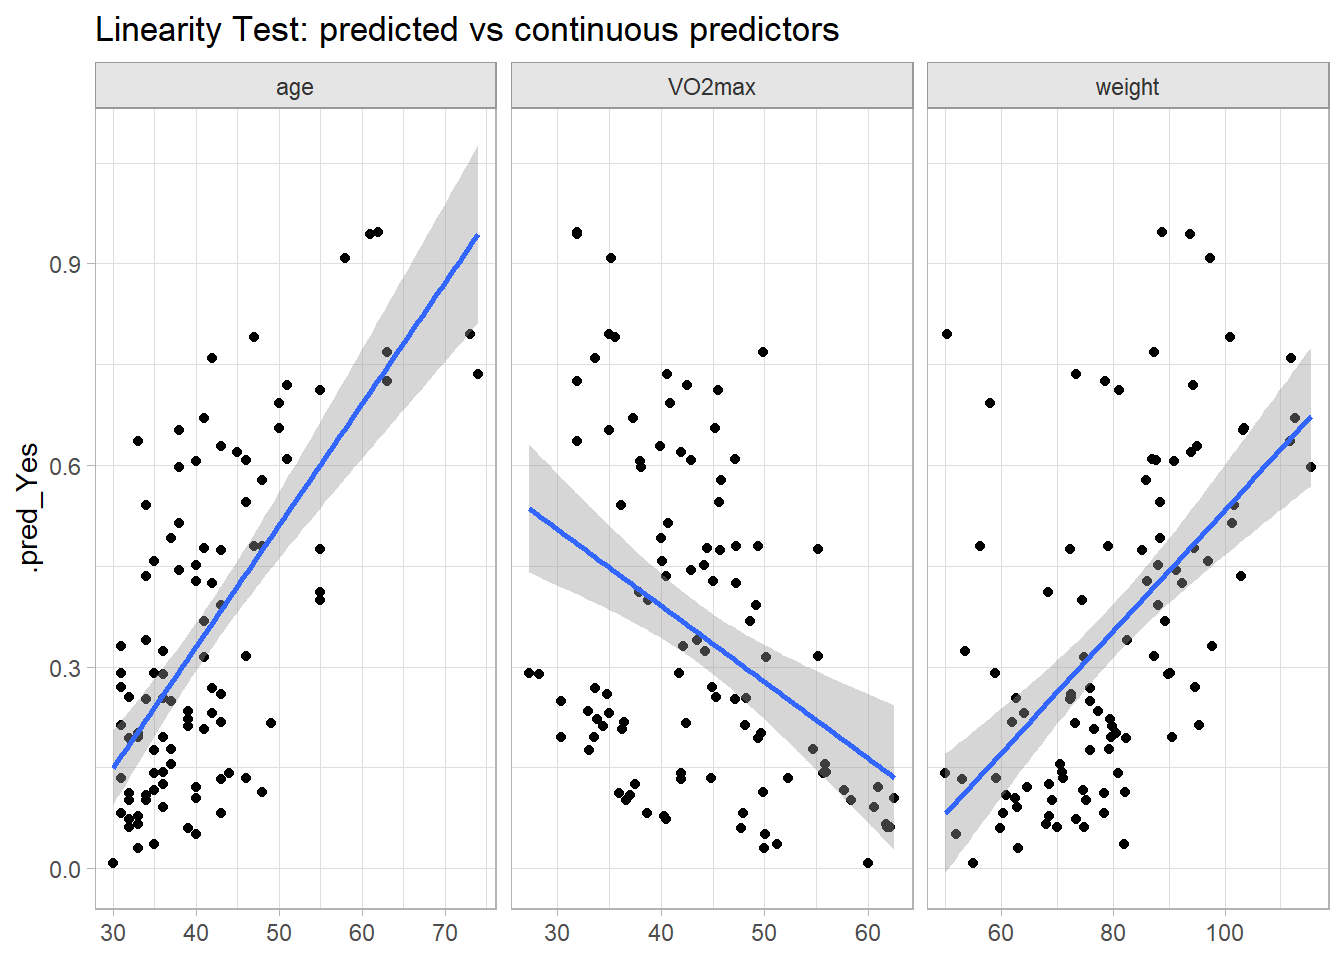 Linearity Test: predicted vs continuous predictors
age
VO2max
weight
.pred_Yes
0.9
0.6
0.3
0.0
30 40 50 60 70
30 40 50 60
60 80 100